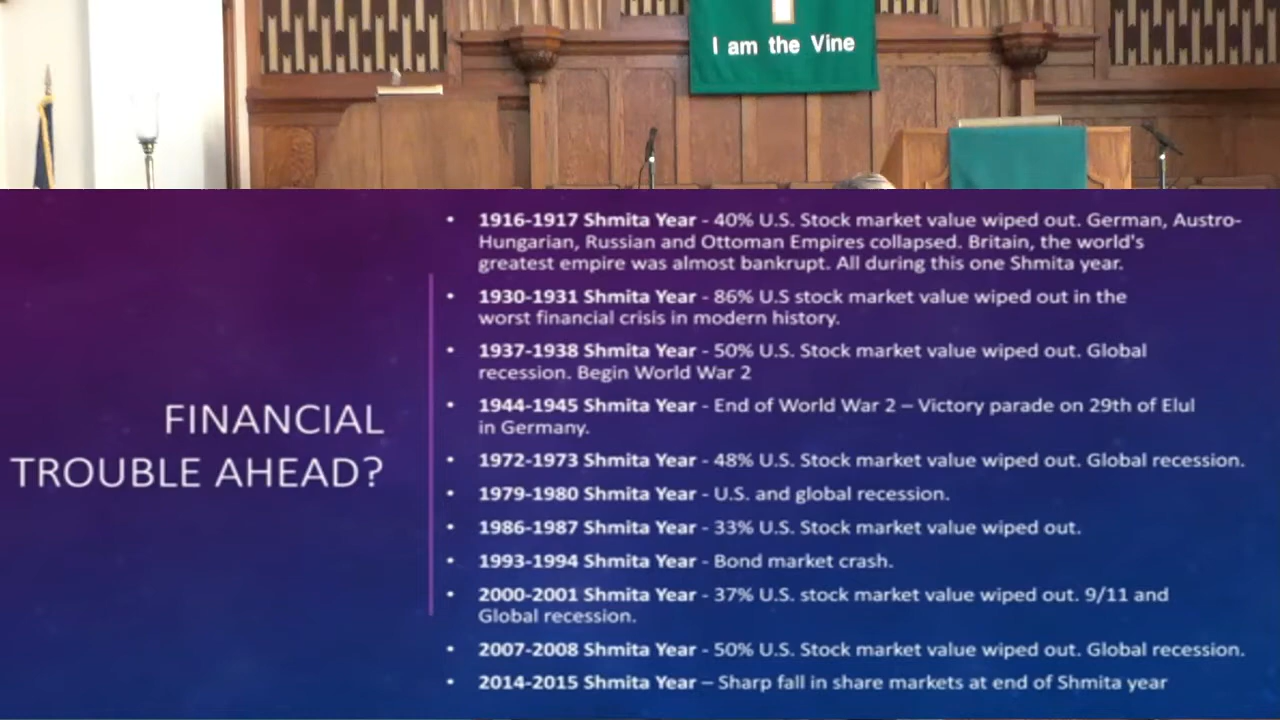 I am the Vine
FINANCIAL
TROUBLE AHEAD?
• 1916-1917 Shmita Year - 40% U.S. Stock market value wiped out. German, Austro-
Hungarian, Russian and Ottoman Empires collapsed. Britain, the world's
greatest empire was almost bankrupt. All during this one Shmita year.
• 1930-1931 Shmita Year - 86% U.S stock market value wiped out in the
worst financial crisis in modern history.
• 1937-1938 Shmita Year - 50% U.S. Stock market value wiped out. Global
recession. Begin World War 2
• 1944-1945 Shmita Year - End of World War 2 – Victory parade on 29th of Elul
in Germany.
• 1972-1973 Shmita Year - 48% U.S. Stock market value wiped out. Global recession.
• 1979-1980 Shmita Year - U.S. and global recession.
• 1986-1987 Shmita Year - 33% U.S. Stock market value wiped out.
• 1993-1994 Shmita Year - Bond market crash.
• 2000-2001 Shmita Year - 37% U.S. stock market value wiped out. 9/11 and
Global recession.
• 2007-2008 Shmita Year - 50% U.S. Stock market value wiped out. Global recession.
• 2014-2015 Shmita Year – Sharp fall in share markets at end of Shmita year